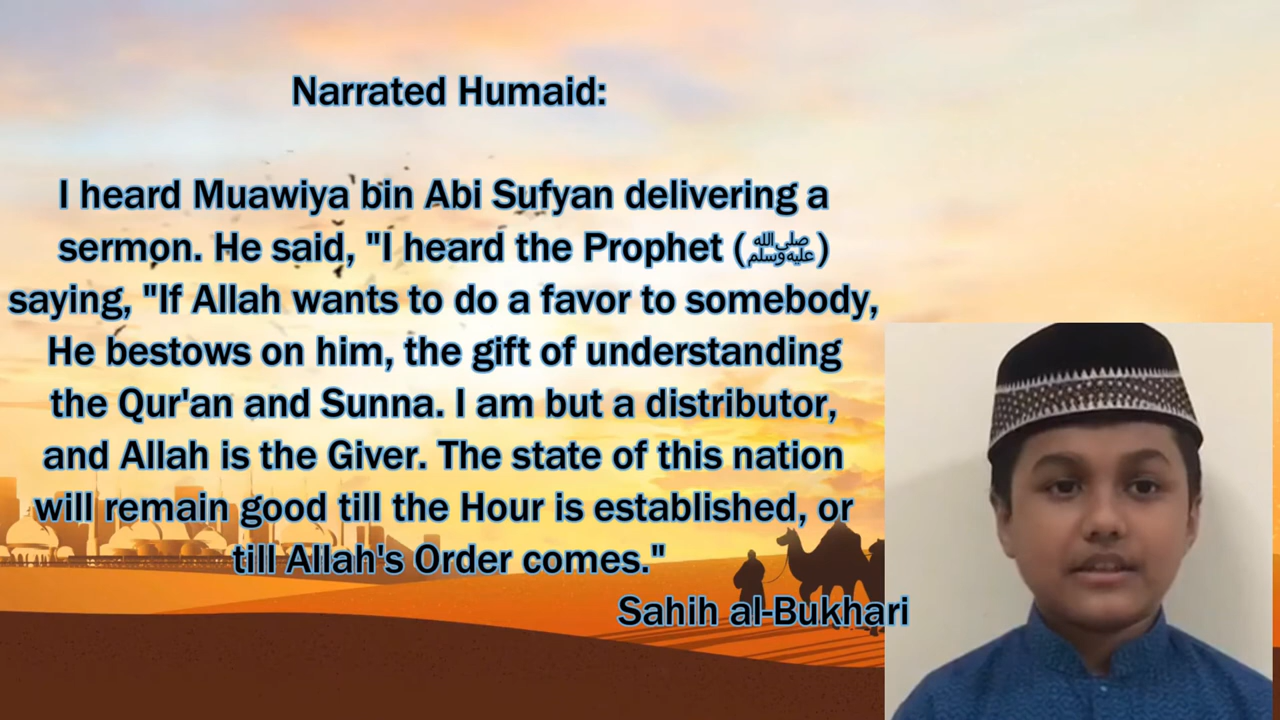 Narrated Humaid:
I heard Muawiya bin Abi Sufyan delivering a
sermon. He said, "I heard the Prophet (ﷺ)
saying, "If Allah wants to do a favor to somebody,
He bestows on him, the gift of understanding
the Qur'an and Sunna. I am but a distributor,
and Allah is the Giver. The state of this nation
will remain good till the Hour is established, or
till Allah's Order comes."
Sahih al-Bukhari